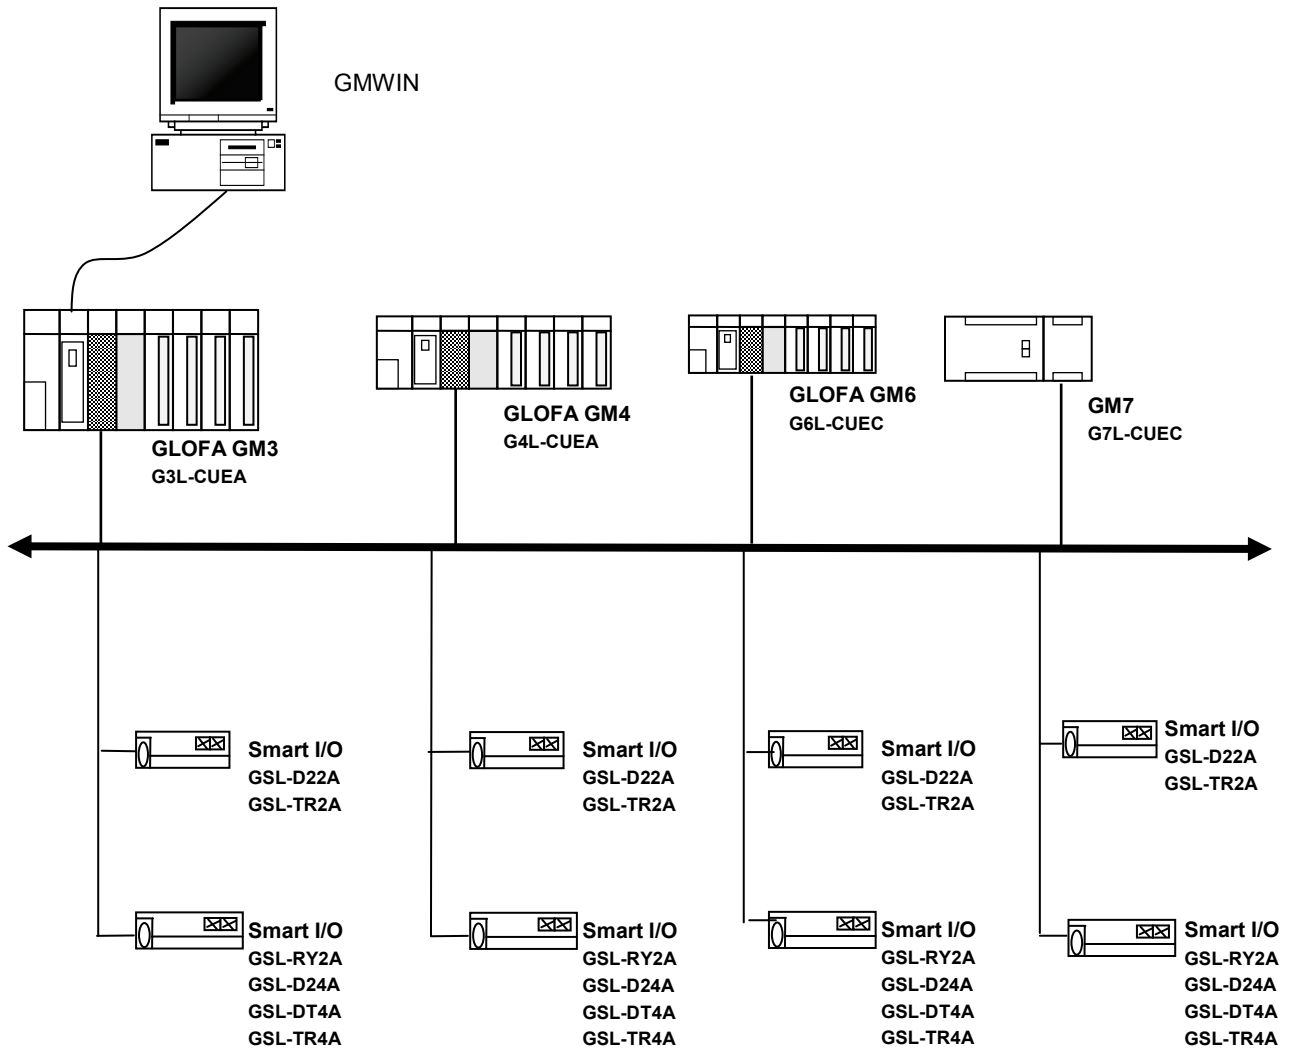 GMWIN
GLOFA GM3
G3L-CUEA
GLOFA GM4
G4L-CUEA
GLOFA GM6
G6L-CUEC
GM7
G7L-CUEC
Smart I/O
GSL-D22A
GSL-TR2A
Smart I/O
GSL-D22A
GSL-TR2A
Smart I/O
GSL-D22A
GSL-TR2A
Smart I/O
GSL-D22A
GSL-TR2A
Smart I/O
GSL-RY2A
GSL-D24A
GSL-DT4A
GSL-TR4A
Smart I/O
GSL-RY2A
GSL-D24A
GSL-DT4A
GSL-TR4A
Smart I/O
GSL-RY2A
GSL-D24A
GSL-DT4A
GSL-TR4A
Smart I/O
GSL-RY2A
GSL-D24A
GSL-DT4A
GSL-TR4A